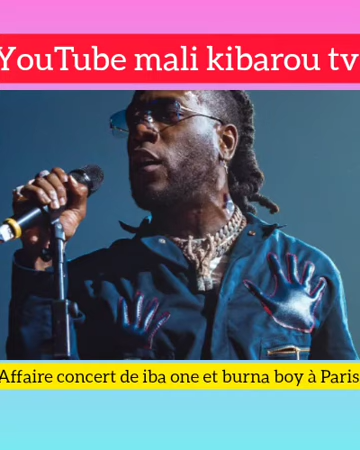 YouTube mali kibarou tv
Affaire concert de iba one et burna boy à Paris